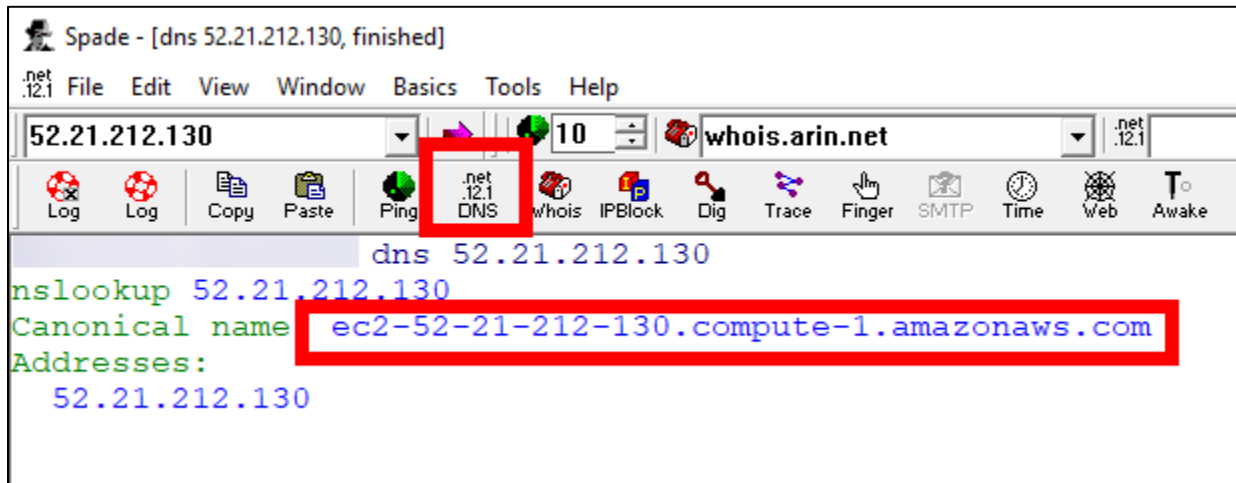 Spade - [dns 52.21.212.130, finished]
.net 12.1 File Edit View Window Basics Tools Help
52.21.212.130 10 whois.arin.net .net 12.1
Log Log Copy Paste Ping .net 12.1 DNS Whois IPBlock Dig Trace Finger SMTP Time Web Awake
dns 52.21.212.130
nslookup 52.21.212.130
Canonical name ec2-52-21-212-130.compute-1.amazonaws.com
Addresses:
52.21.212.130